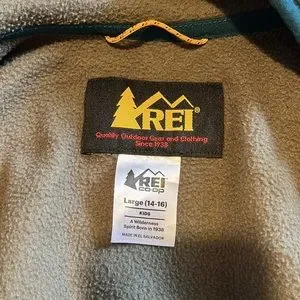 REI®
Quality Outdoor Gear and Clothing
Since 1938
REI
CO·OP
Large (14-16)
KIDS
A Wilderness
Spirit Born in 1938
MADE IN EL SALVADOR